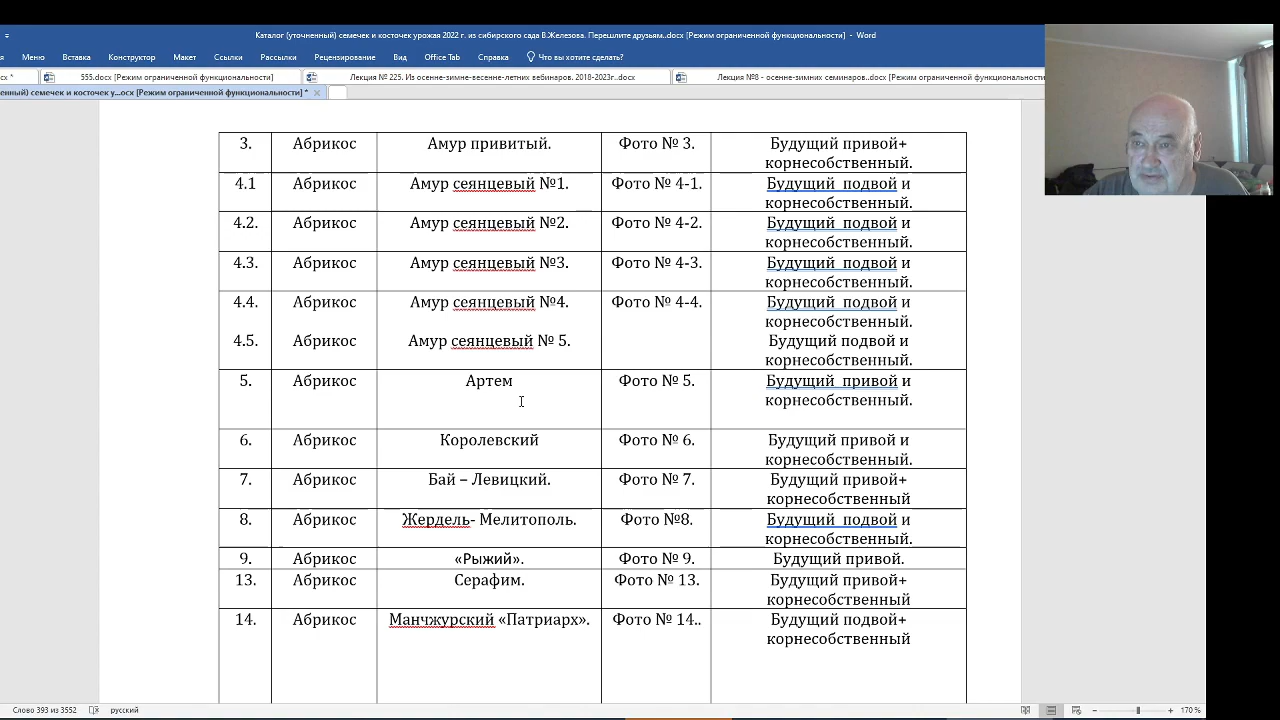 Каталог (уточненный) семечек и косточек урожая 2022 г. из сибирского сада В.Железова. Перешлите друзьям..docx [Режим ограниченной функциональности] - Word
Меню Вставка Конструктор Макет Ссылки Рассылки Рецензирование Вид Office Tab Справка Что вы хотите сделать?
сх * 555.docx [Режим ограниченной функциональности] Лекция № 225. Из осенне-зимне-весенне-летних вебинаров. 2018-2023г..docx Лекция №8 - осенне-зимних семинаров..docx [Режим ограниченной функциональности
енный) семечек и косточек у...осх [Режим ограниченной функциональности] *
3. Абрикос Амур привитый. Фото № 3. Будущий привой+
корнесобственный.
4.1 Абрикос Амур сеянцевый №1. Фото № 4-1. Будущий подвой и
корнесобственный.
4.2. Абрикос Амур сеянцевый №2. Фото № 4-2. Будущий подвой и
корнесобственный.
4.3. Абрикос Амур сеянцевый №3. Фото № 4-3. Будущий подвой и
корнесобственный.
4.4. Абрикос Амур сеянцевый №4. Фото № 4-4. Будущий подвой и
корнесобственный.
4.5. Абрикос Амур сеянцевый № 5. Будущий подвой и
корнесобственный.
5. Абрикос Артем Фото № 5. Будущий привой и
корнесобственный.
6. Абрикос Королевский Фото № 6. Будущий привой и
корнесобственный.
7. Абрикос Бай – Левицкий. Фото № 7. Будущий привой+
корнесобственный
8. Абрикос Жердель- Мелитополь. Фото №8. Будущий подвой и
корнесобственный.
9. Абрикос «Рыжий». Фото № 9. Будущий привой.
13. Абрикос Серафим. Фото № 13. Будущий привой+
корнесобственный
14. Абрикос Манчжурский «Патриарх». Фото № 14.. Будущий подвой+
корнесобственный
Слово 393 из 3552 русский 170 %